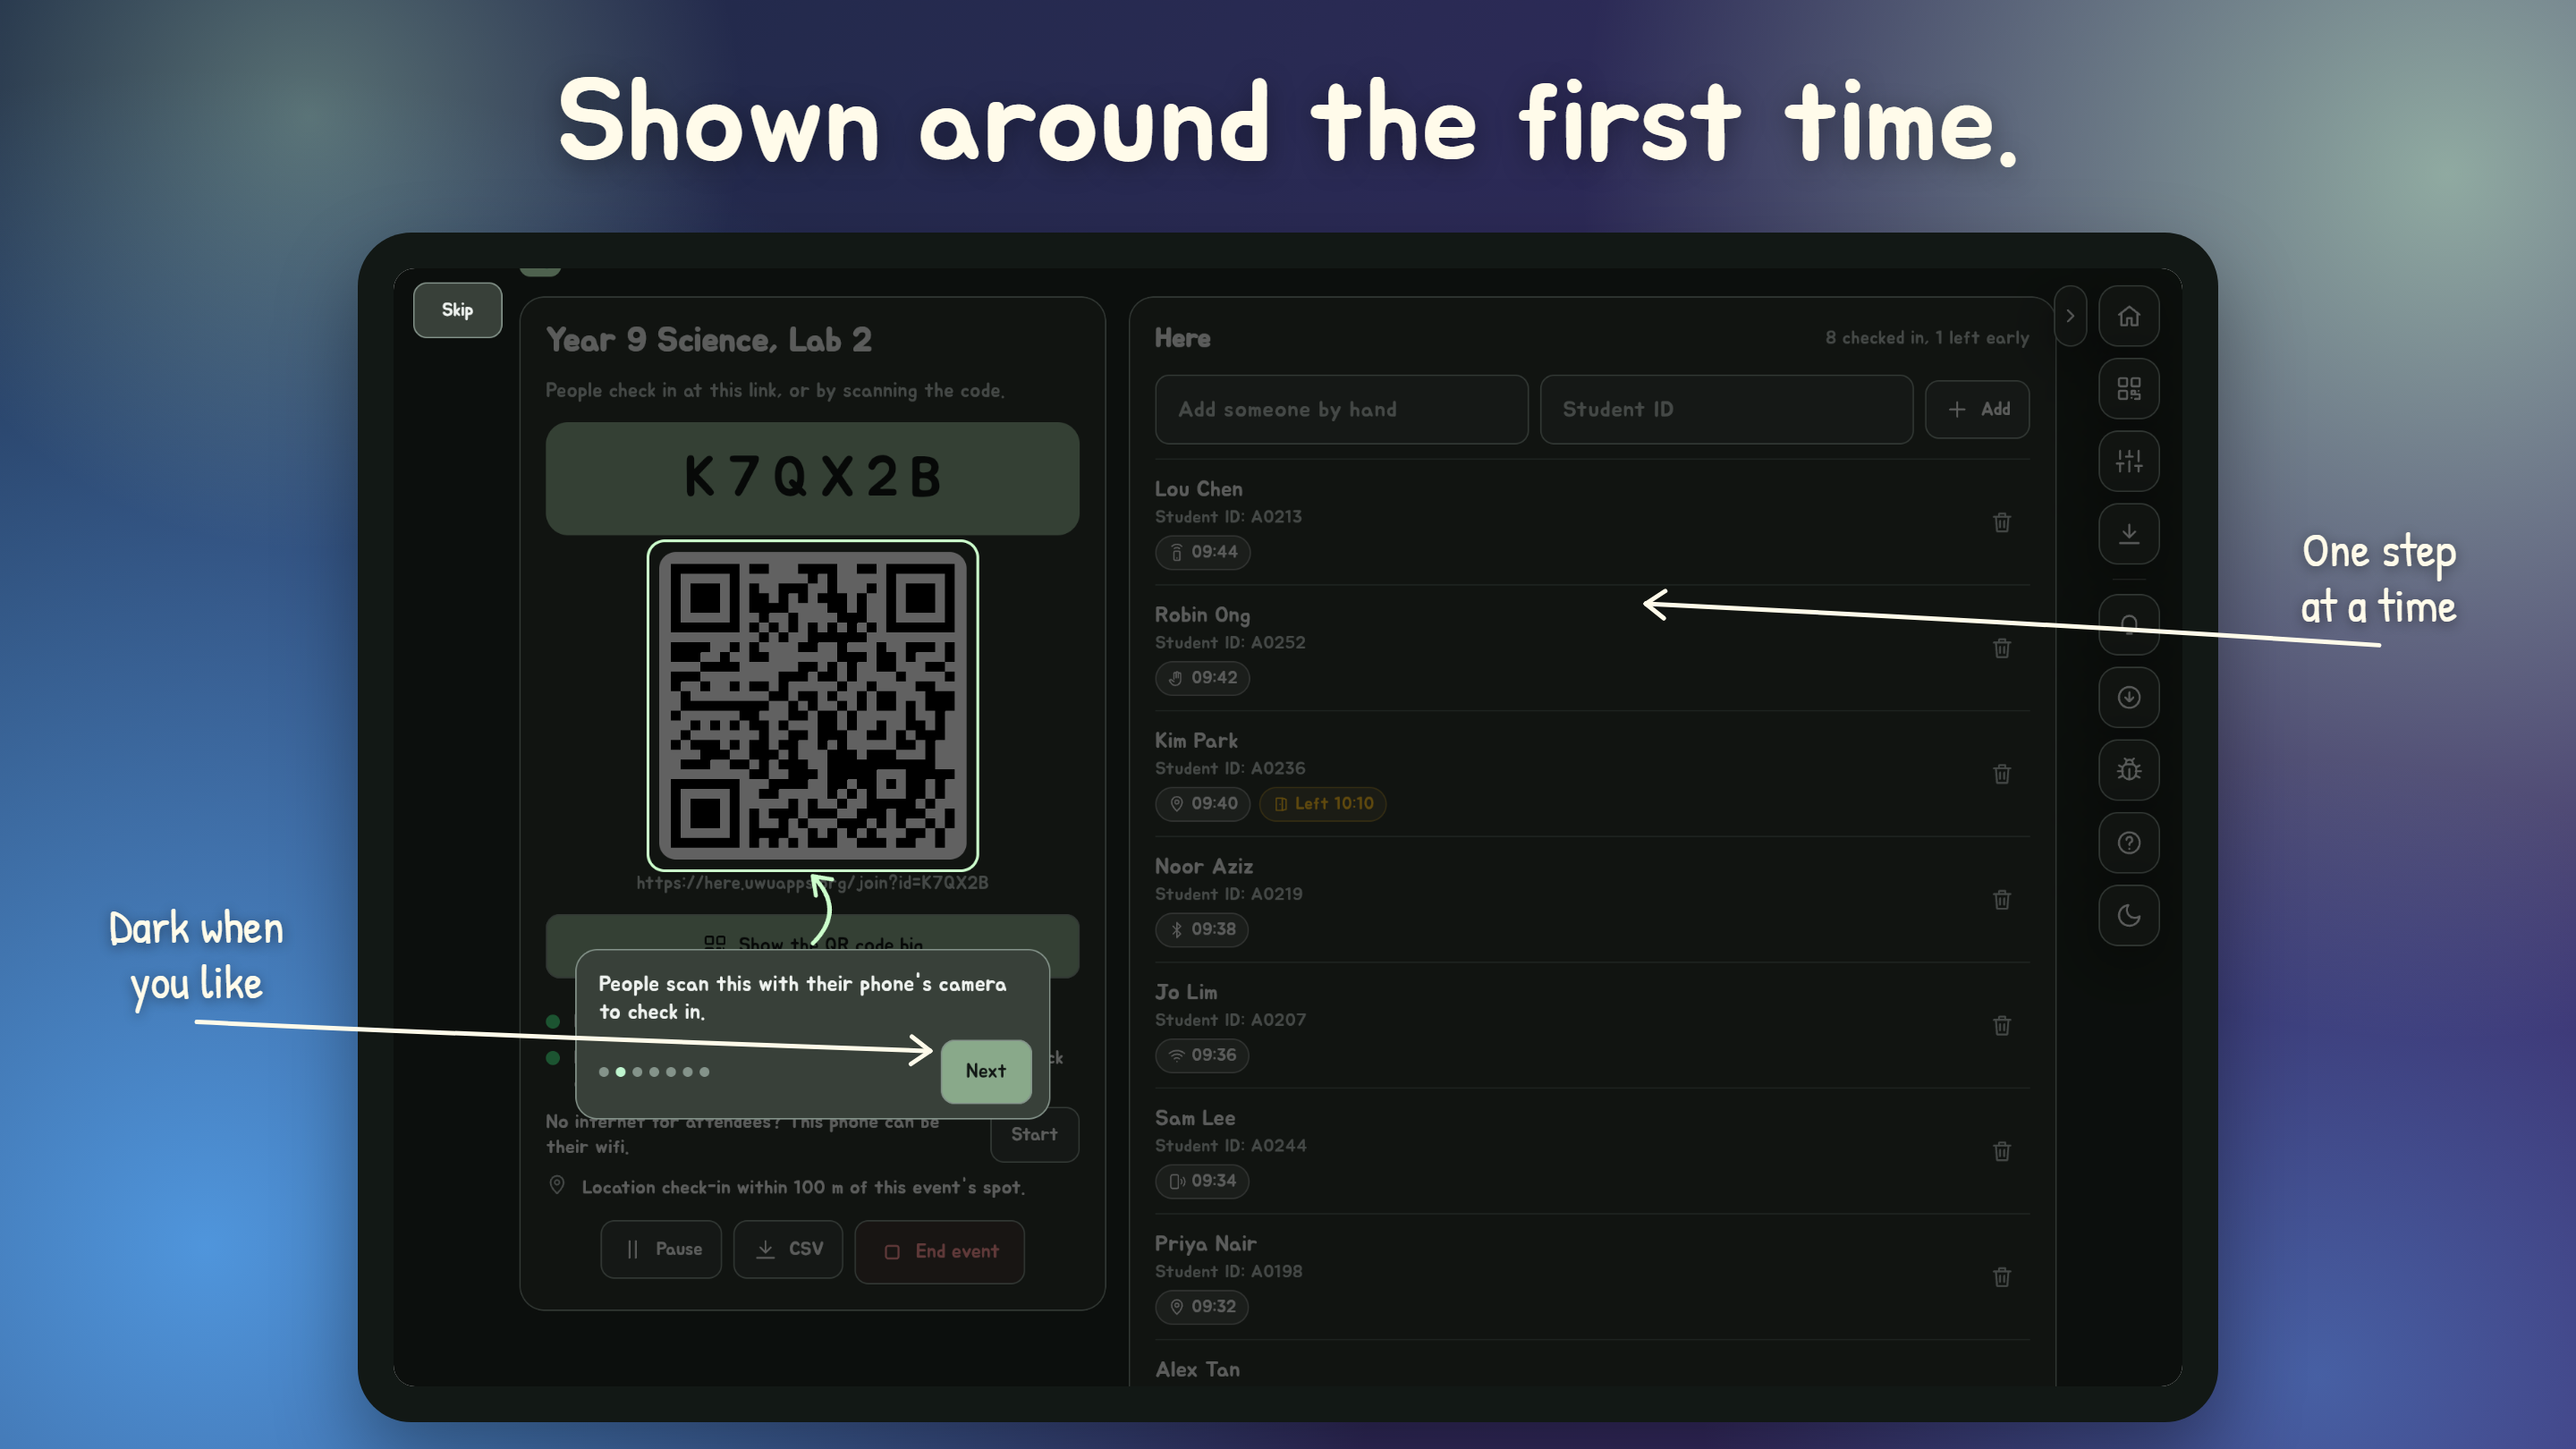 Shown around the first time.
Skip
Year 9 Science, Lab 2
People check in at this link, or by scanning the code.
K7QX2B
https://here.uwuapps.org/join?id=K7QX2B
Show the QR code big
People scan this with their phone's camera
to check in.
Next
No internet for attendees? This phone can be
their wifi.
Start
Location check-in within 100 m of this event's spot.
Pause
CSV
End event
Here
8 checked in, 1 left early
Add someone by hand
Student ID
Add
Lou Chen
Student ID: A0213
09:44
Robin Ong
Student ID: A0252
09:42
Kim Park
Student ID: A0236
09:40
Left 10:10
Noor Aziz
Student ID: A0219
09:38
Jo Lim
Student ID: A0207
09:36
Sam Lee
Student ID: A0244
09:34
Priya Nair
Student ID: A0198
09:32
Alex Tan
One step
at a time
Dark when
you like